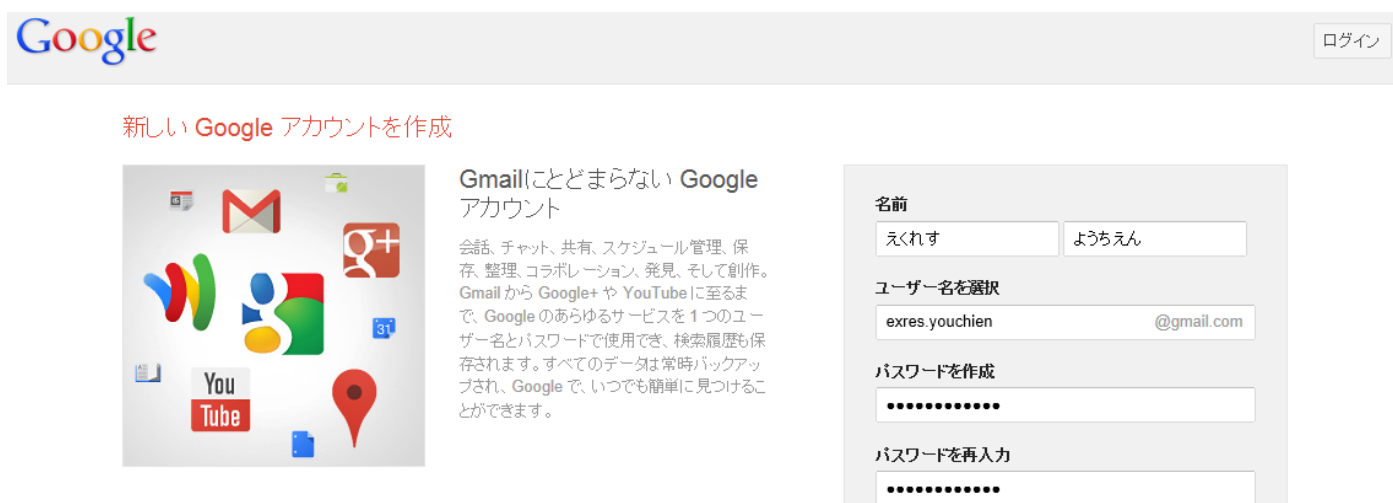 Google
ログイン
新しい Google アカウントを作成
Gmailにとどまらない Google
アカウント
会話、チャット、共有、スケジュール管理、保
存、整理、コラボレーション、発見、そして創作。
Gmail から Google+ や YouTube に至るま
で、Google のあらゆるサービスを 1 つのユー
ザー名とパスワードで使用でき、検索履歴も保
存されます。すべてのデータは常時バックアッ
プされ、Google で、いつでも簡単に見つけるこ
とができます。
g+
31
You
Tube
名前
えくれす ようちえん
ユーザー名を選択
exres.youchien @gmail.com
パスワードを作成
••••••••••••
パスワードを再入力
••••••••••••